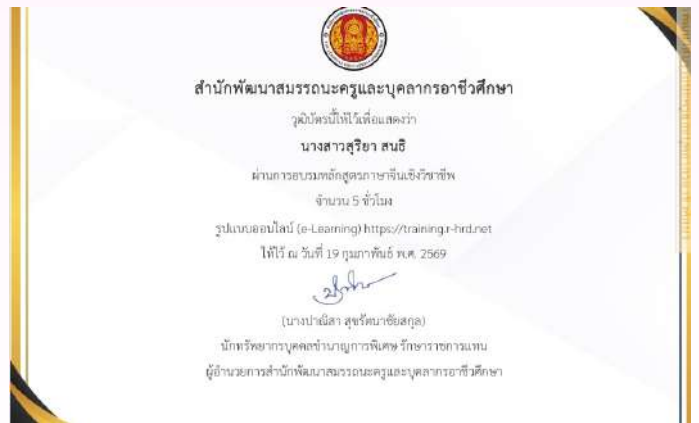 สำนักพัฒนาสมรรถนะครูและบุคลากรอาชีวศึกษา
วุฒิบัตรนี้ให้ไว้เพื่อแสดงว่า
นางสาวสุริยา สนธิ
ผ่านการอบรมหลักสูตรภาษาจีนเชิงวิชาชีพ
จำนวน 5 ชั่วโมง
รูปแบบออนไลน์ (e-Learning) https://training.r-hrd.net
ให้ไว้ ณ วันที่ 19 กุมภาพันธ์ พ.ศ. 2569
(นางปาณิสา สุขรัตนาชัยสกุล)
นักทรัพยากรบุคคลชำนาญการพิเศษ รักษาราชการแทน
ผู้อำนวยการสำนักพัฒนาสมรรถนะครูและบุคลากรอาชีวศึกษา